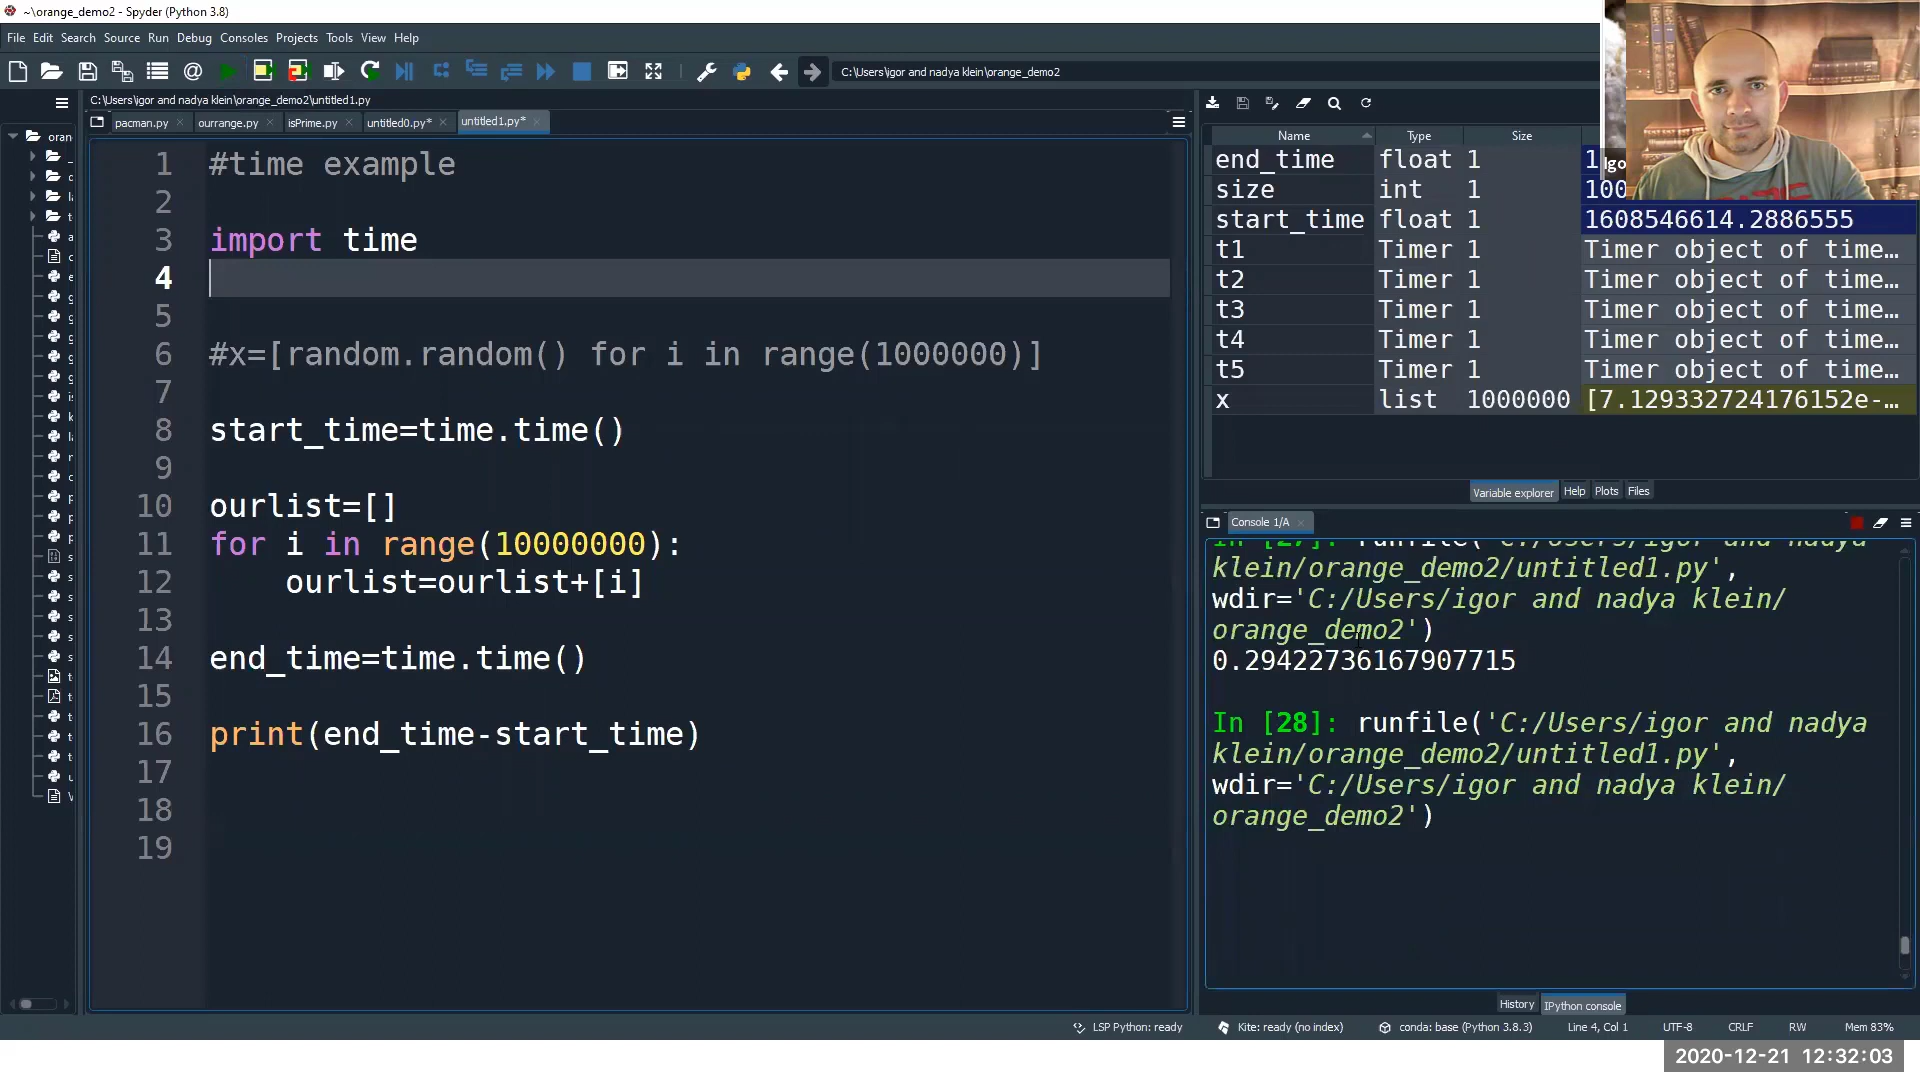 ~\orange_demo2 - Spyder (Python 3.8)
File Edit Search Source Run Debug Consoles Projects Tools View Help
C:\Users\igor and nadya klein\orange_demo2
C:\Users\igor and nadya klein\orange_demo2\untitled1.py
pacman.py ourrange.py isPrime.py untitled0.py* untitled1.py*
oran
1 #time example
2
3 import time
4
5
6 #x=[random.random() for i in range(1000000)]
7
8 start_time=time.time()
9
10 ourlist=[]
11 for i in range(10000000):
12 ourlist=ourlist+[i]
13
14 end_time=time.time()
15
16 print(end_time-start_time)
17
18
19
Name Type Size
end_time float 1 1
size int 1 100
start_time float 1 1608546614.2886555
t1 Timer 1 Timer object of time…
t2 Timer 1 Timer object of time…
t3 Timer 1 Timer object of time…
t4 Timer 1 Timer object of time…
t5 Timer 1 Timer object of time…
x list 1000000 [7.129332724176152e-…
Igo
Variable explorer Help Plots Files
Console 1/A
In [27]: runfile('C:/Users/igor and nadya
klein/orange_demo2/untitled1.py',
wdir='C:/Users/igor and nadya klein/
orange_demo2')
0.29422736167907715
In [28]: runfile('C:/Users/igor and nadya
klein/orange_demo2/untitled1.py',
wdir='C:/Users/igor and nadya klein/
orange_demo2')
History IPython console
LSP Python: ready Kite: ready (no index) conda: base (Python 3.8.3) Line 4, Col 1 UTF-8 CRLF RW Mem 83%
2020-12-21 12:32:03